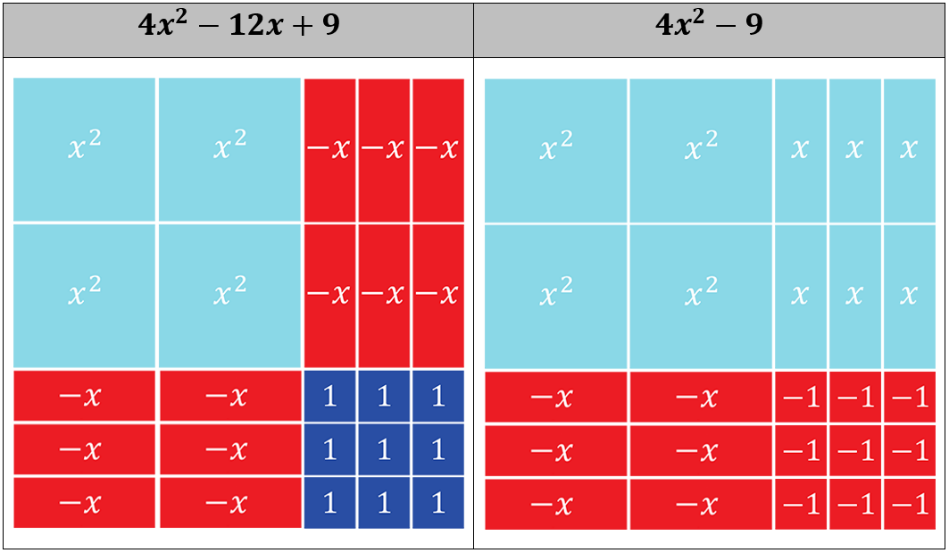 4x² − 12x + 9
4x² − 9
x² x² −x −x −x
x² x² −x −x −x
−x −x 1 1 1
−x −x 1 1 1
−x −x 1 1 1
x² x² x x x
x² x² x x x
−x −x −1 −1 −1
−x −x −1 −1 −1
−x −x −1 −1 −1